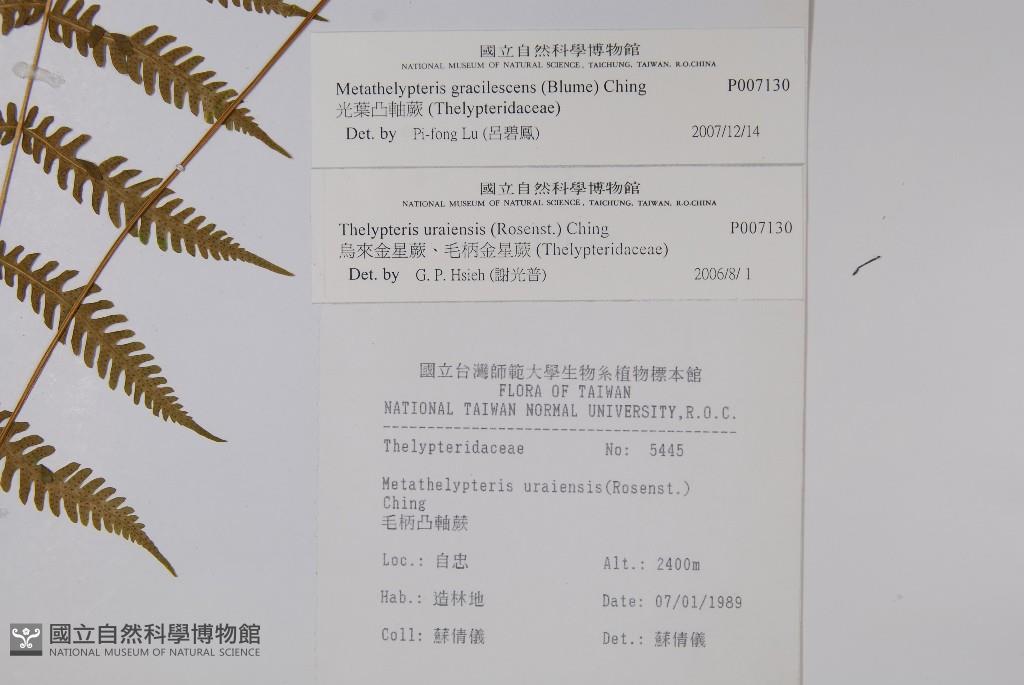 國立自然科學博物館
NATIONAL MUSEUM OF NATURAL SCIENCE, TAICHUNG, TAIWAN, R.O.CHINA
Metathelypteris gracilescens (Blume) Ching P007130
光葉凸軸蕨 (Thelypteridaceae)
Det. by Pi-fong Lu (呂碧鳳) 2007/12/14
國立自然科學博物館
NATIONAL MUSEUM OF NATURAL SCIENCE, TAICHUNG, TAIWAN, R.O.CHINA
Thelypteris uraiensis (Rosenst.) Ching P007130
烏來金星蕨、毛柄金星蕨 (Thelypteridaceae)
Det. by G. P. Hsieh (謝光普) 2006/8/ 1
國立台灣師範大學生物系植物標本館
FLORA OF TAIWAN
NATIONAL TAIWAN NORMAL UNIVERSITY,R.O.C.
Thelypteridaceae No: 5445
Metathelypteris uraiensis(Rosenst.)
Ching
毛柄凸軸蕨
Loc.: 自忠 Alt.: 2400m
Hab.: 造林地 Date: 07/01/1989
Coll: 蘇倩儀 Det.: 蘇倩儀
國立自然科學博物館
NATIONAL MUSEUM OF NATURAL SCIENCE